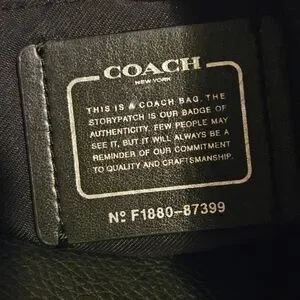 COACH
NEW YORK
THIS IS A COACH BAG. THE
STORYPATCH IS OUR BADGE OF
AUTHENTICITY. FEW PEOPLE MAY
SEE IT, BUT IT WILL ALWAYS BE A
REMINDER OF OUR COMMITMENT
TO QUALITY AND CRAFTSMANSHIP.
Nº F1880-87399